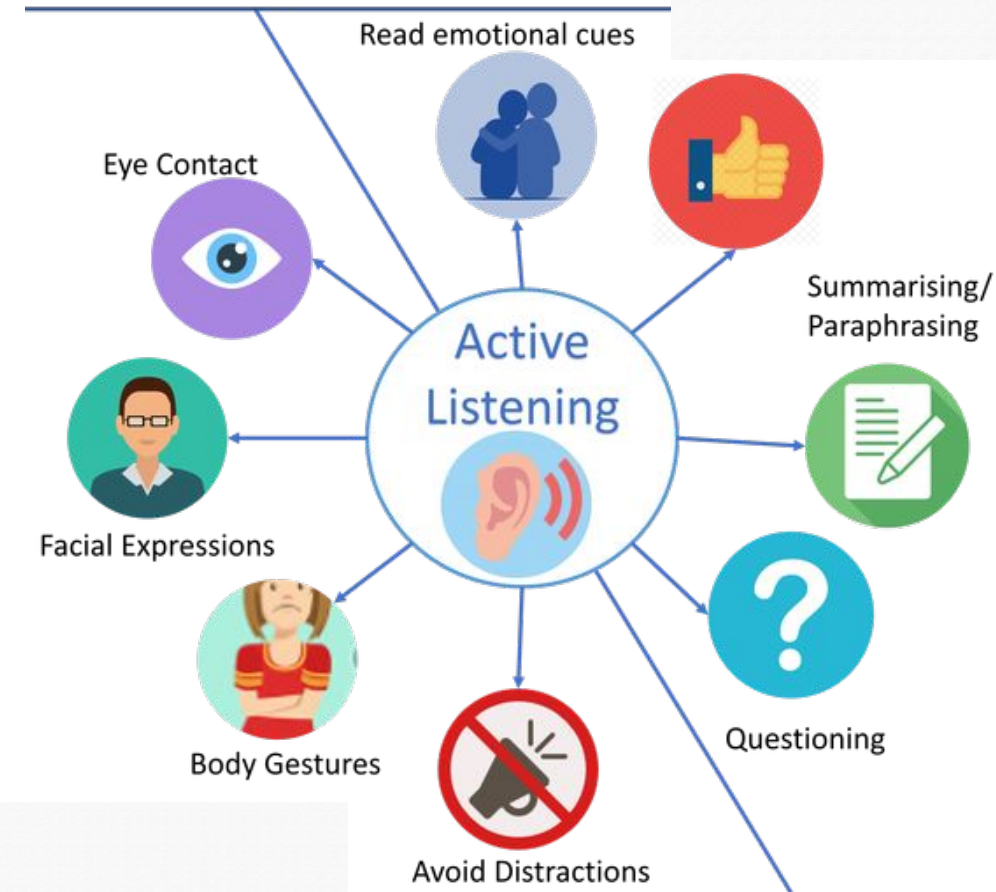 Read emotional cues
Eye Contact
Summarising/
Paraphrasing
Active
Listening
Facial Expressions
Questioning
Body Gestures
Avoid Distractions